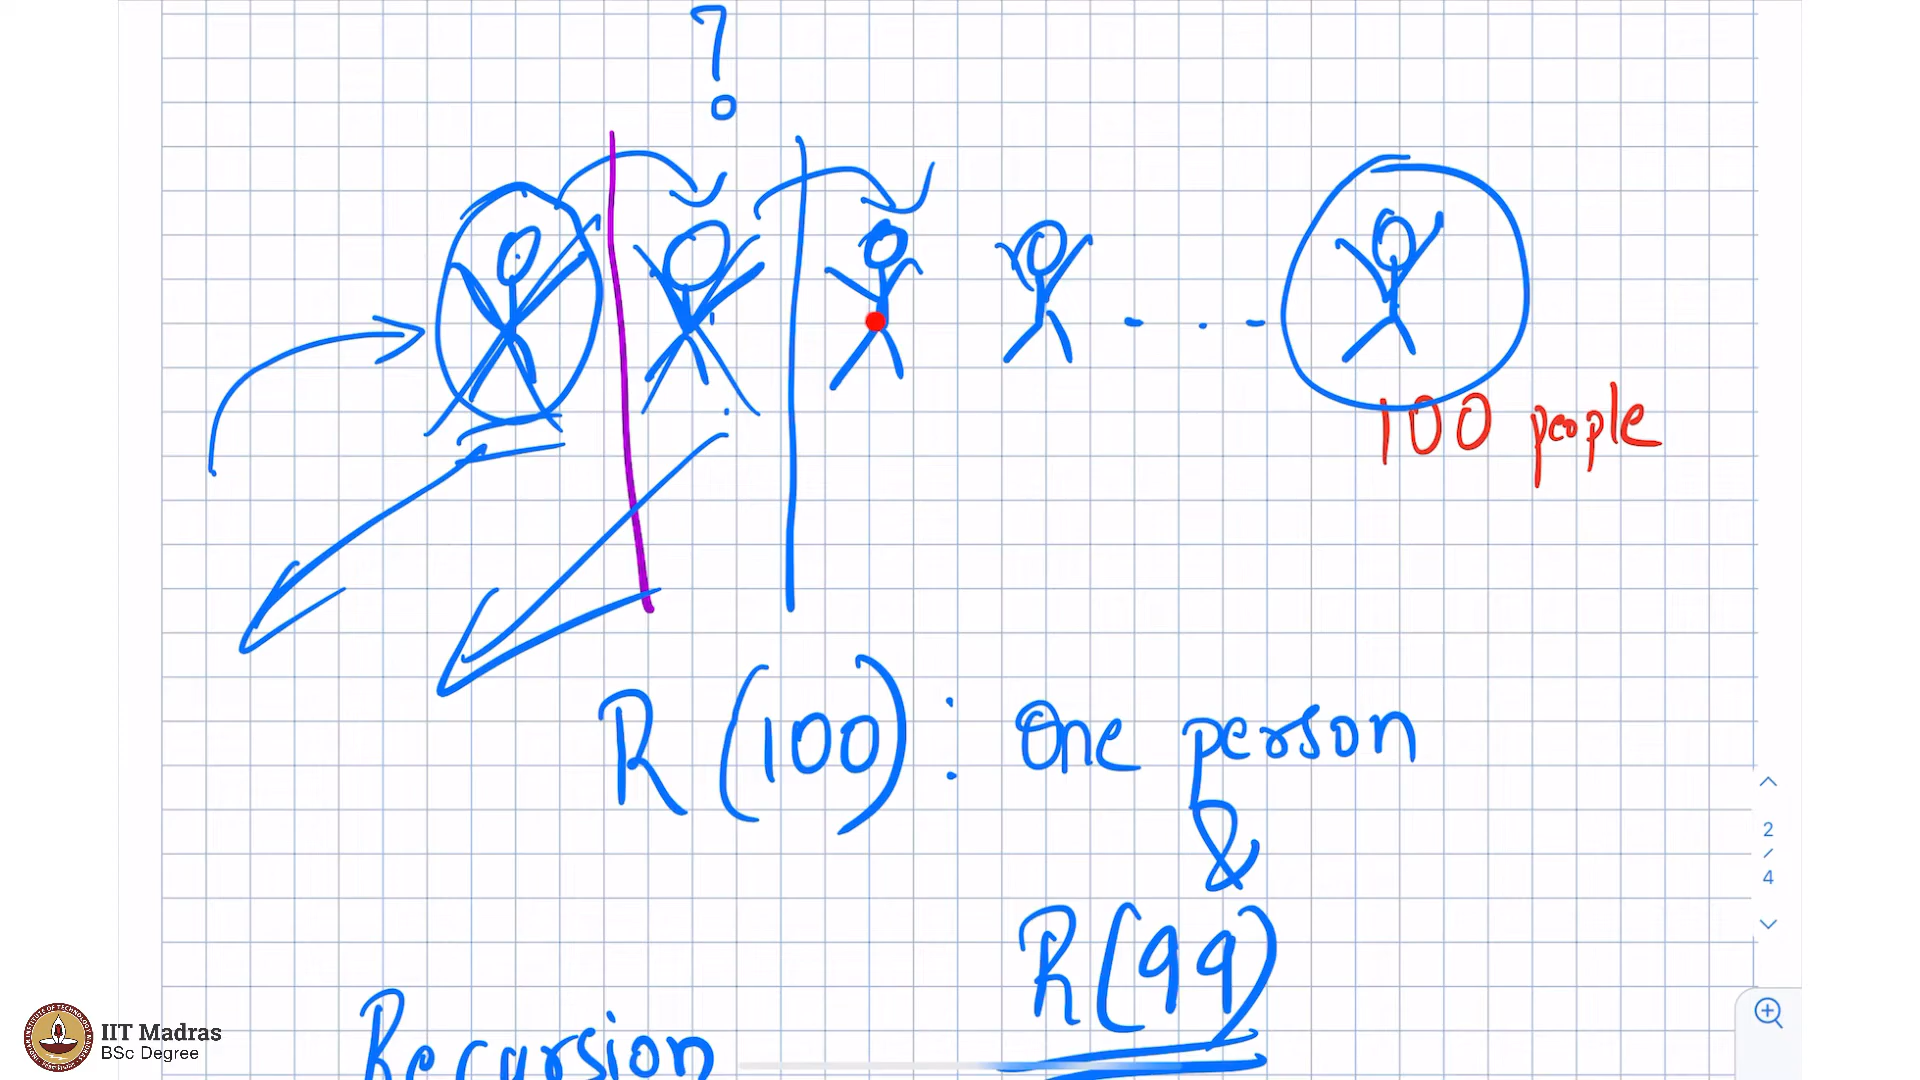 ?
100 people
R(100): One person
&
R(99)
Recursion
2
/
4
IIT Madras
BSc Degree